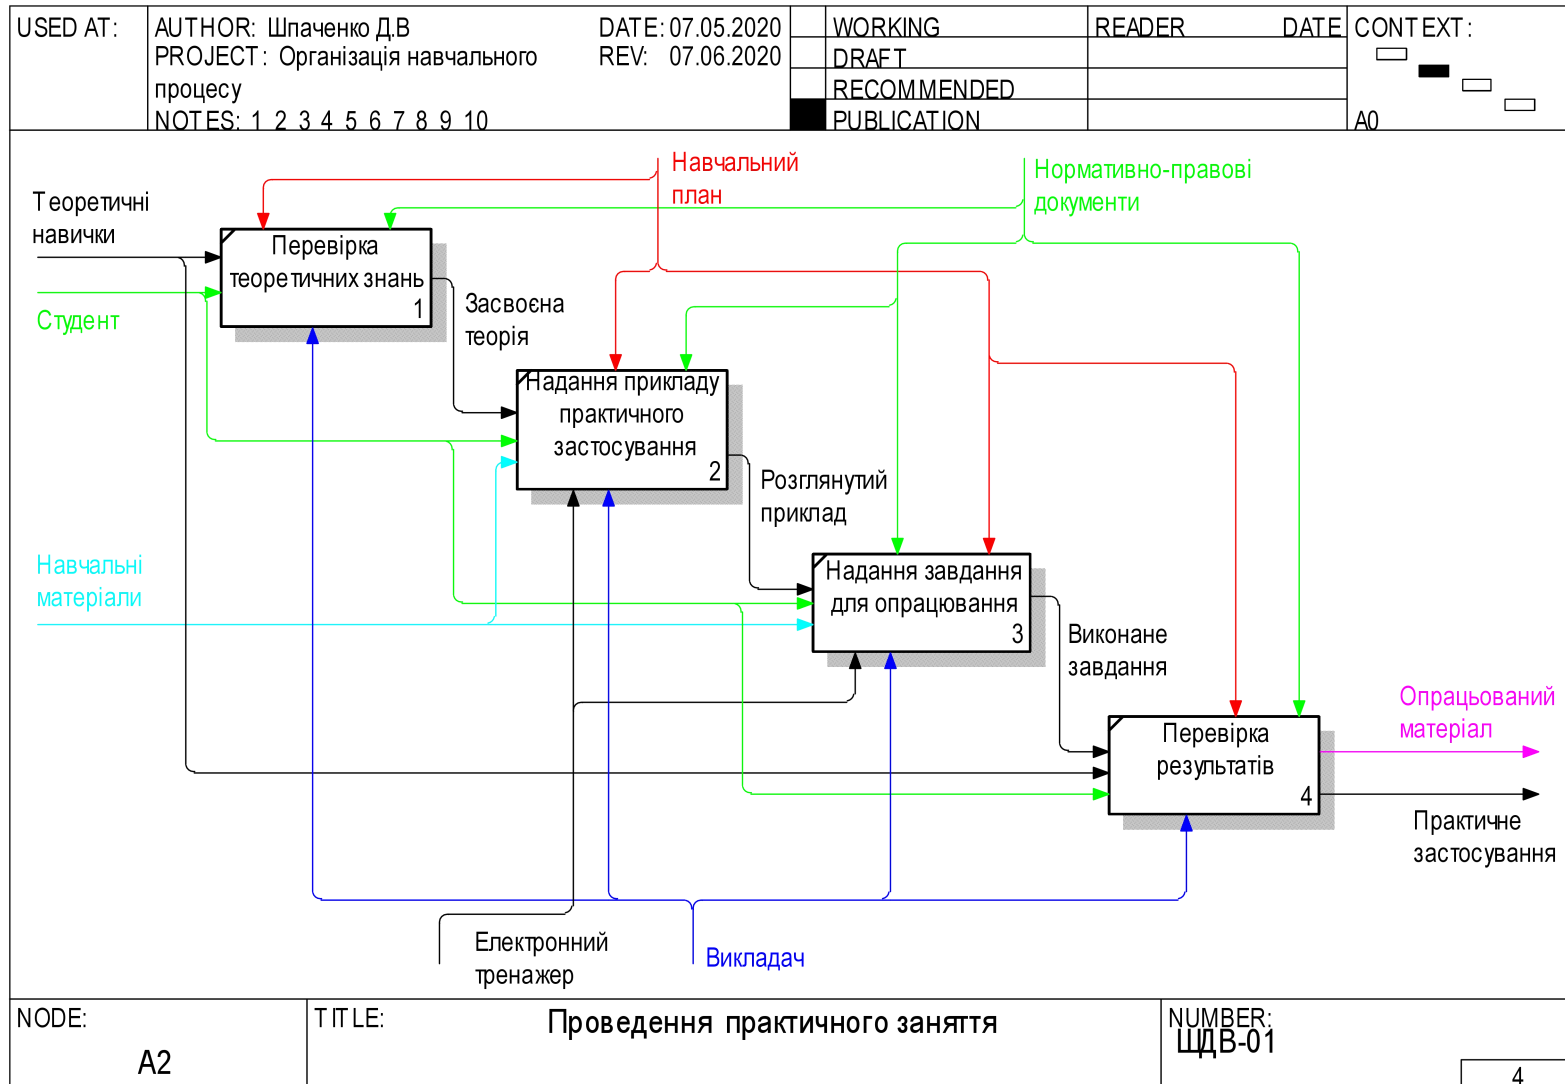 USED AT:
AUTHOR: Шпаченко Д.В
DATE: 07.05.2020
PROJECT: Організація навчального
процесу
REV: 07.06.2020
NOTES: 1 2 3 4 5 6 7 8 9 10
WORKING
DRAFT
RECOMMENDED
PUBLICATION
READER DATE
CONTEXT:
A0
Навчальний
план
Нормативно-правові
документи
Теоретичні
навички
Студент
Перевірка
теоретичних знань
1
Засвоєна
теорія
Надання прикладу
практичного
застосування
2
Розглянутий
приклад
Навчальні
матеріали
Надання завдання
для опрацювання
3
Виконане
завдання
Перевірка
результатів
4
Опрацьований
матеріал
Практичне
застосування
Електронний
тренажер
Викладач
NODE:
A2
TITLE:
Проведення практичного заняття
NUMBER:
ШДВ-01
4